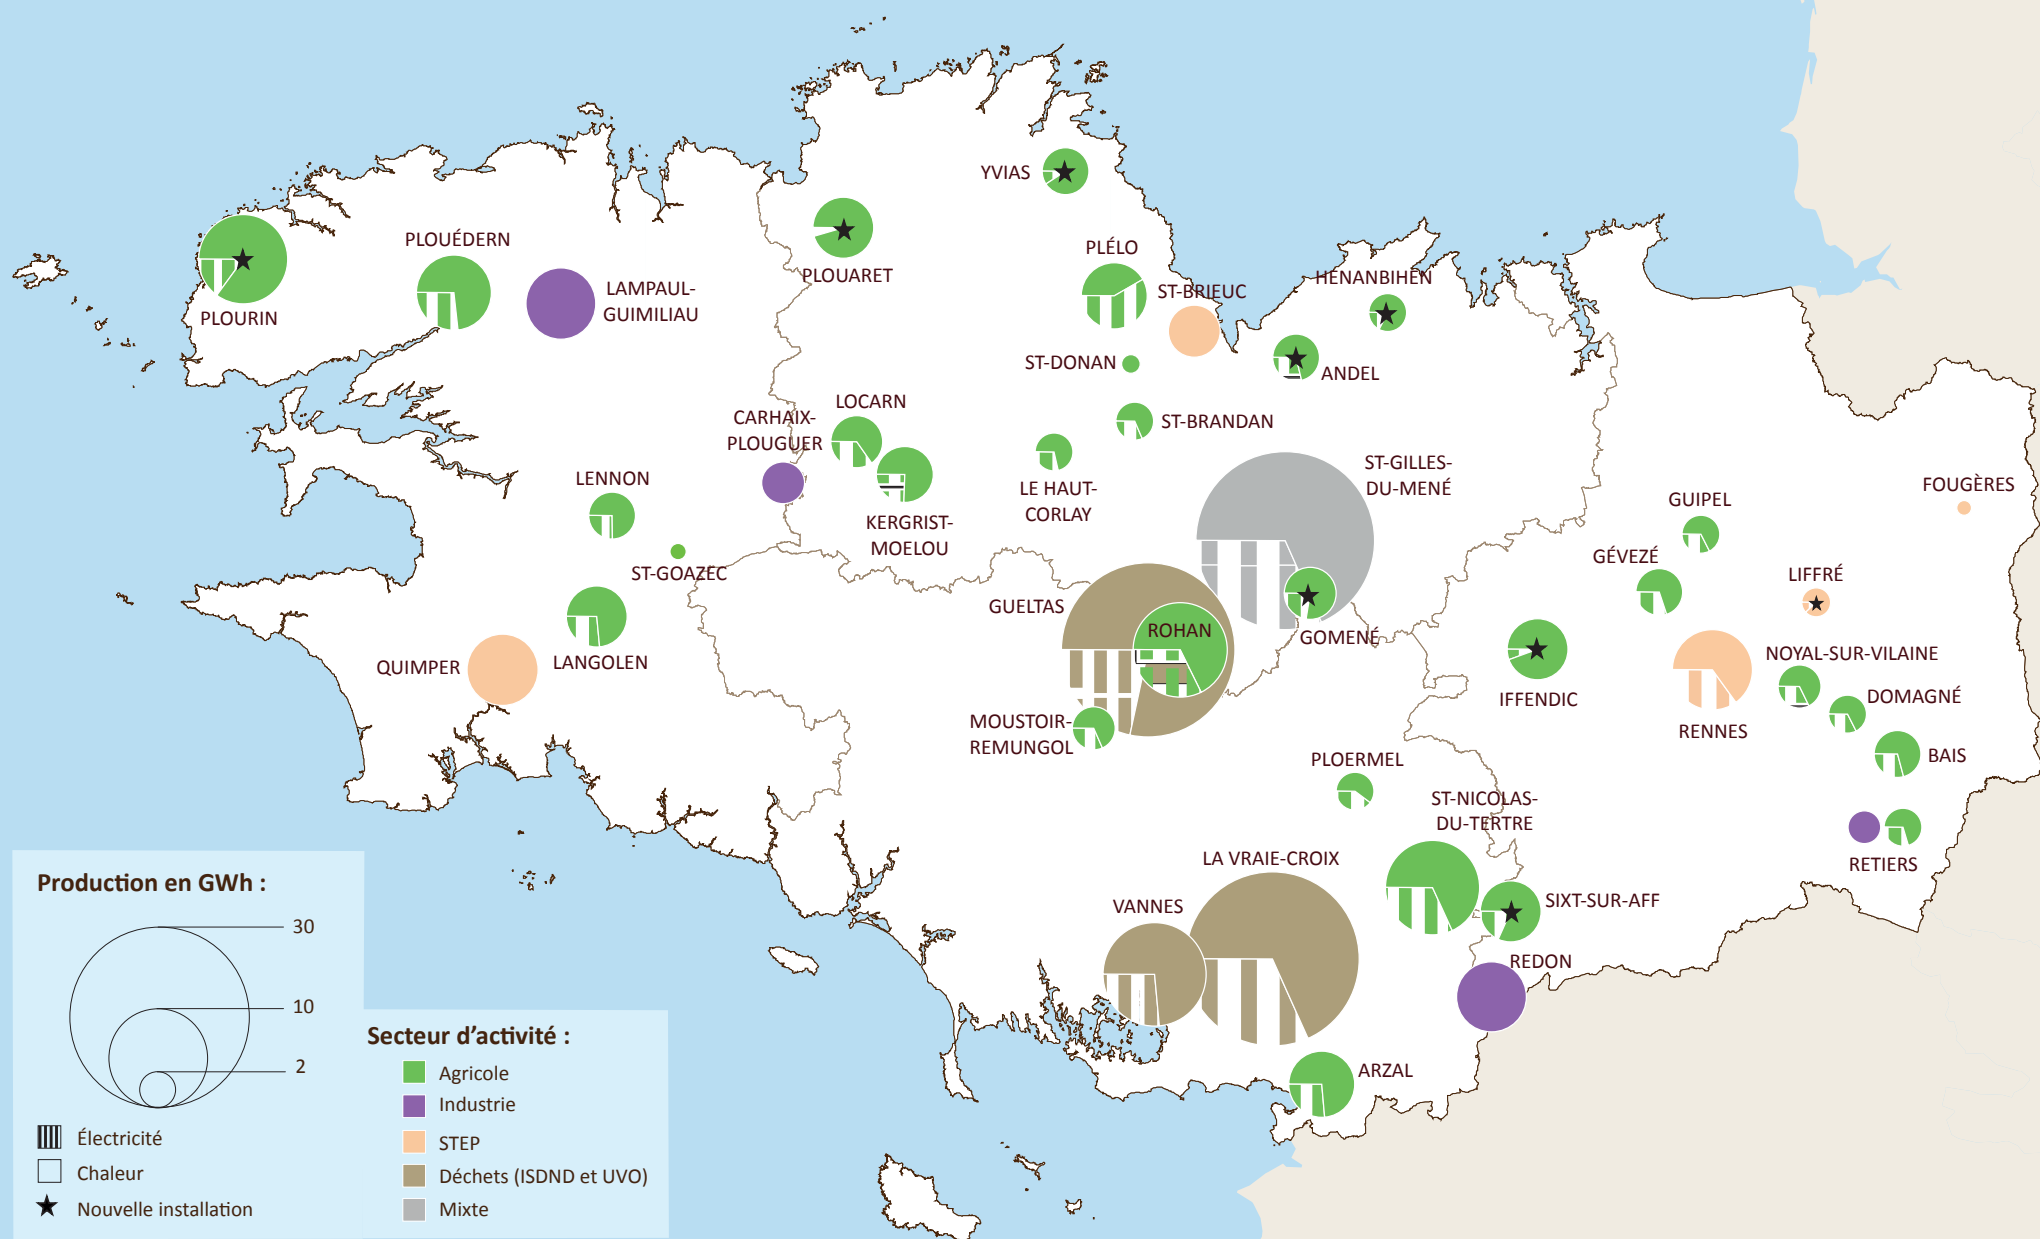 YVIAS
PLOUÉDERN
PLÉLO
PLOUARET
ST-BRIEUC
HENANBIHEN
LAMPAUL-
GUIMILIAU
PLOURIN
ST-DONAN
ANDEL
LOCARN
CARHAIX-
PLOUGUER
ST-BRANDAN
ST-GILLES-
DU-MENÉ
LENNON
LE HAUT-
CORLAY
GUIPEL
FOUGÈRES
KERGRIST-
MOELOU
GÉVEZÉ
ST-GOAZEC
LIFFRÉ
GUELTAS
ROHAN
GOMENÉ
QUIMPER
LANGOLEN
NOYAL-SUR-VILAINE
IFFENDIC
DOMAGNÉ
MOUSTOIR-
REMUNGOL
RENNES
PLOERMEL
BAIS
ST-NICOLAS-
DU-TERTRE
LA VRAIE-CROIX
RETIERS
VANNES
SIXT-SUR-AFF
REDON
ARZAL
Production en GWh :
30
10
2
Électricité
Chaleur
Nouvelle installation
Secteur d’activité :
Agricole
Industrie
STEP
Déchets (ISDND et UVO)
Mixte